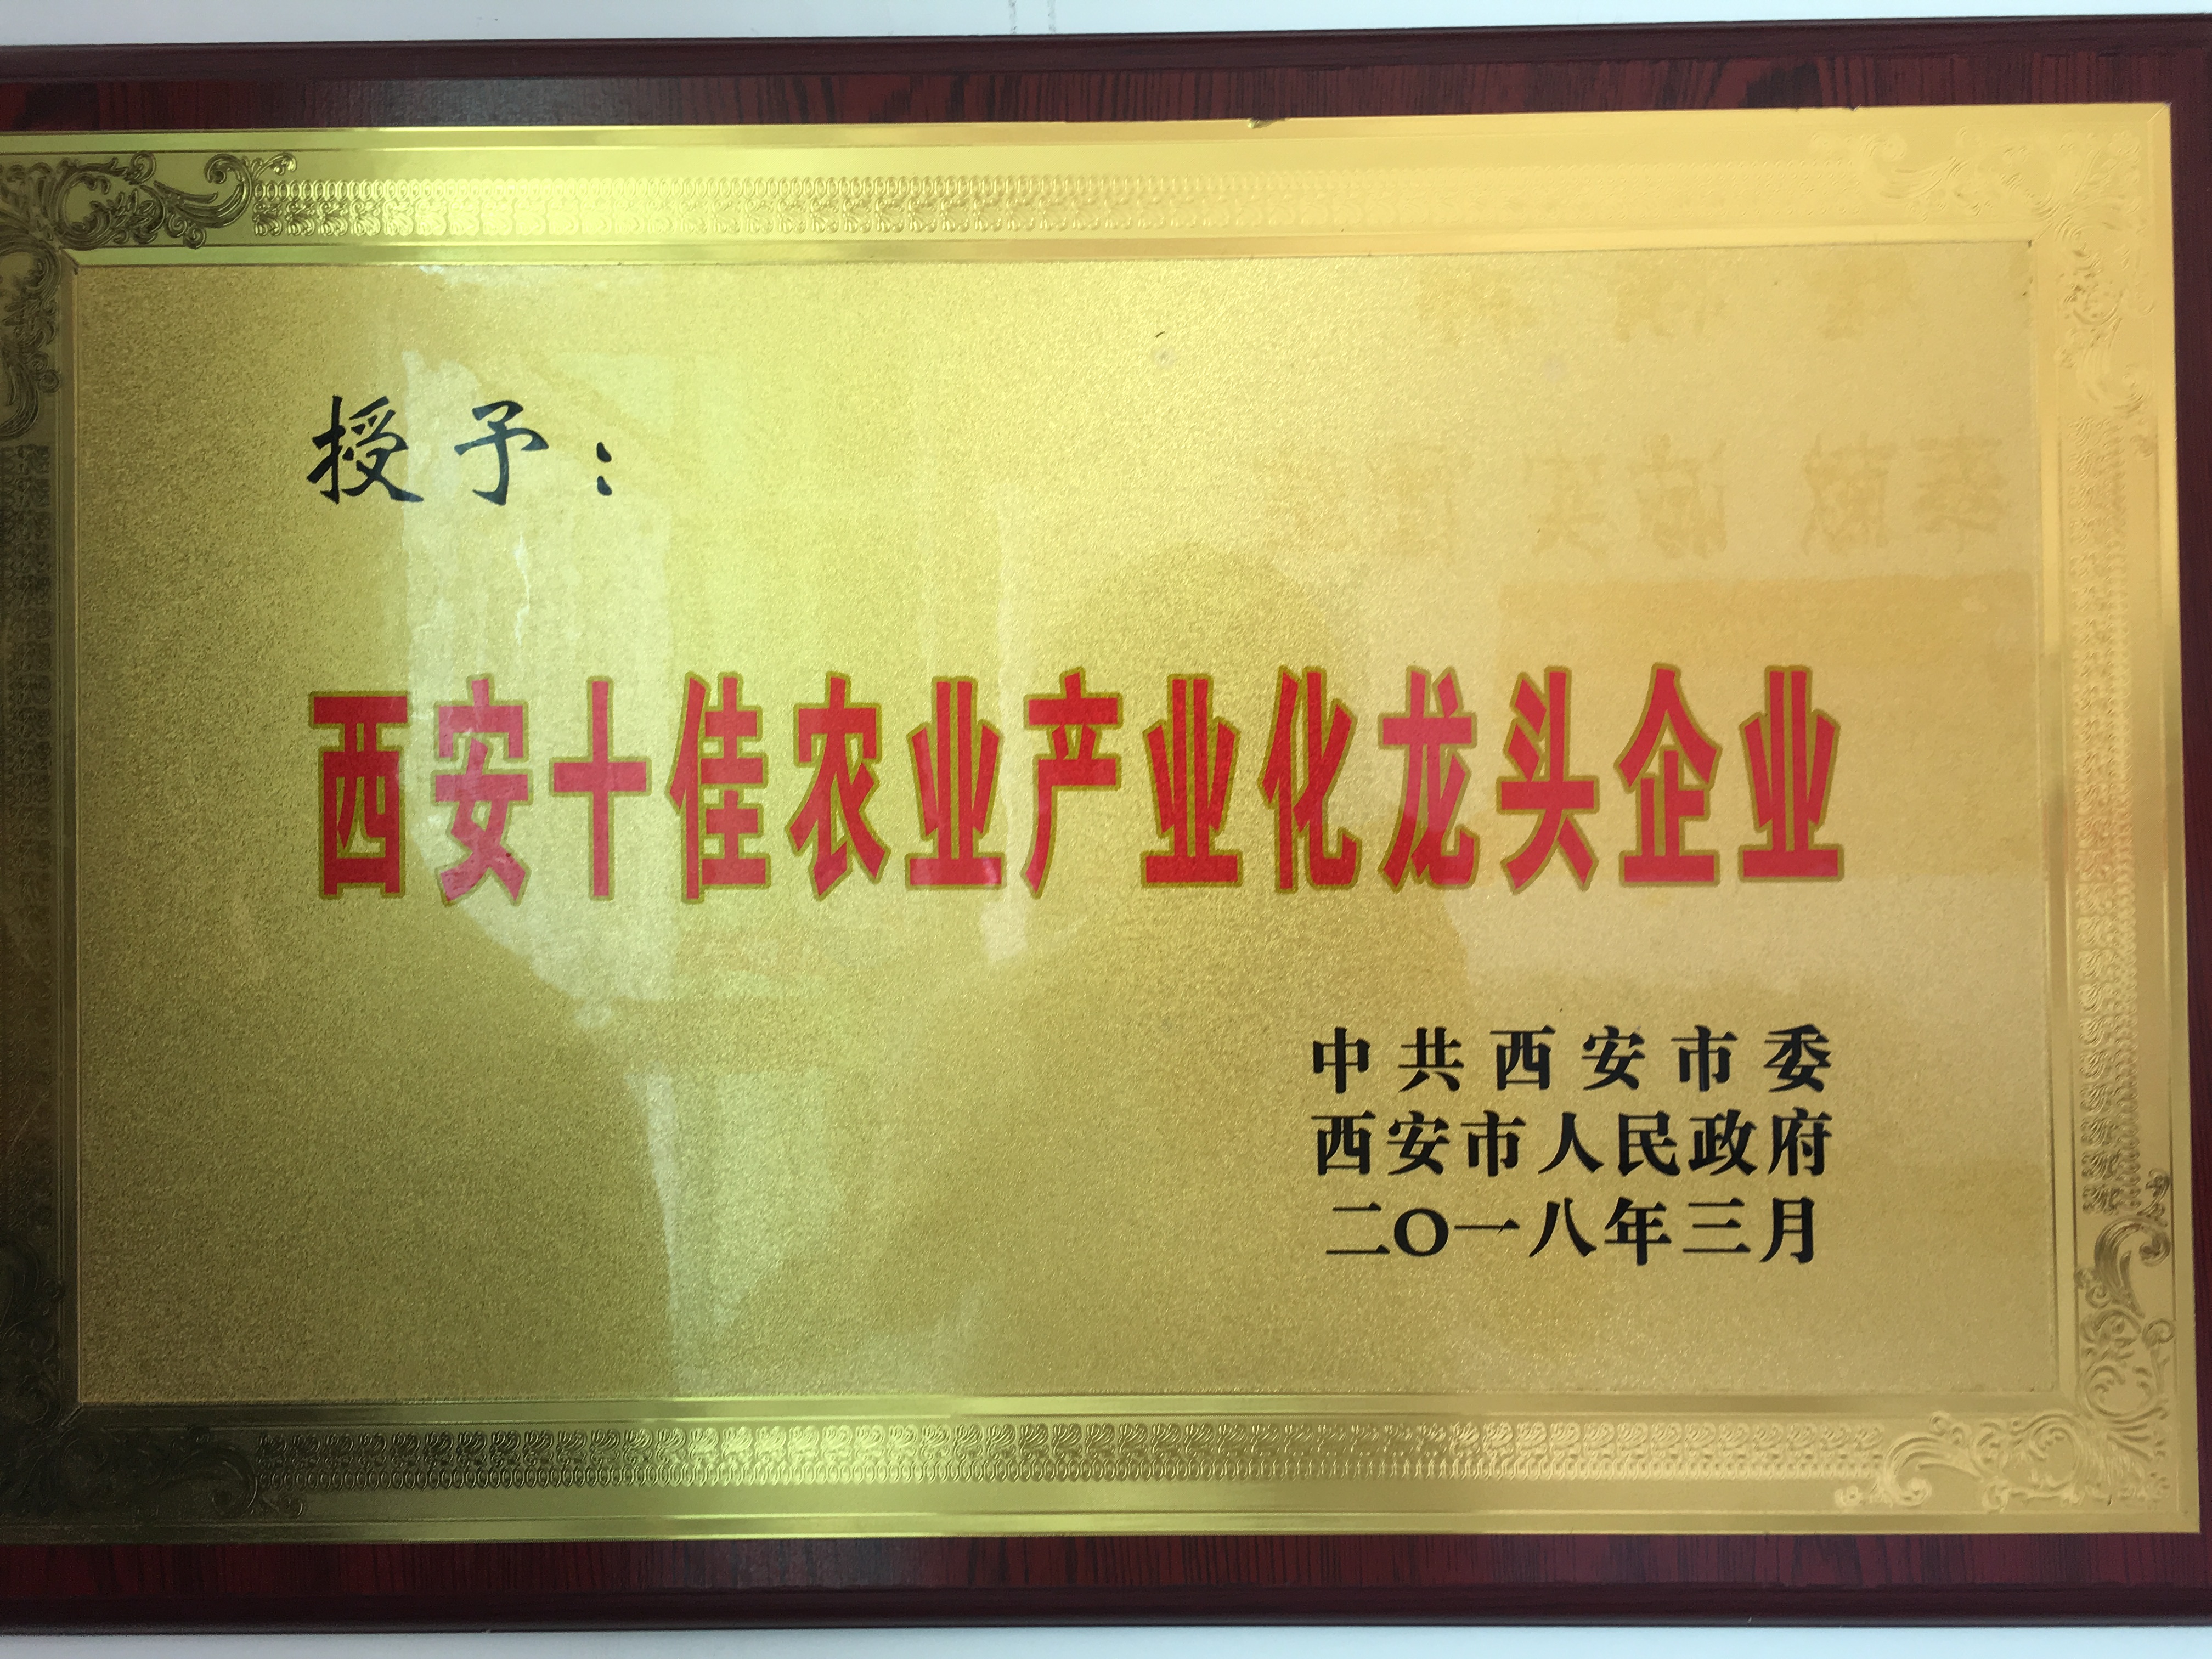 授予：
西安十佳农业产业化龙头企业
中共西安市委
西安市人民政府
二〇一八年三月